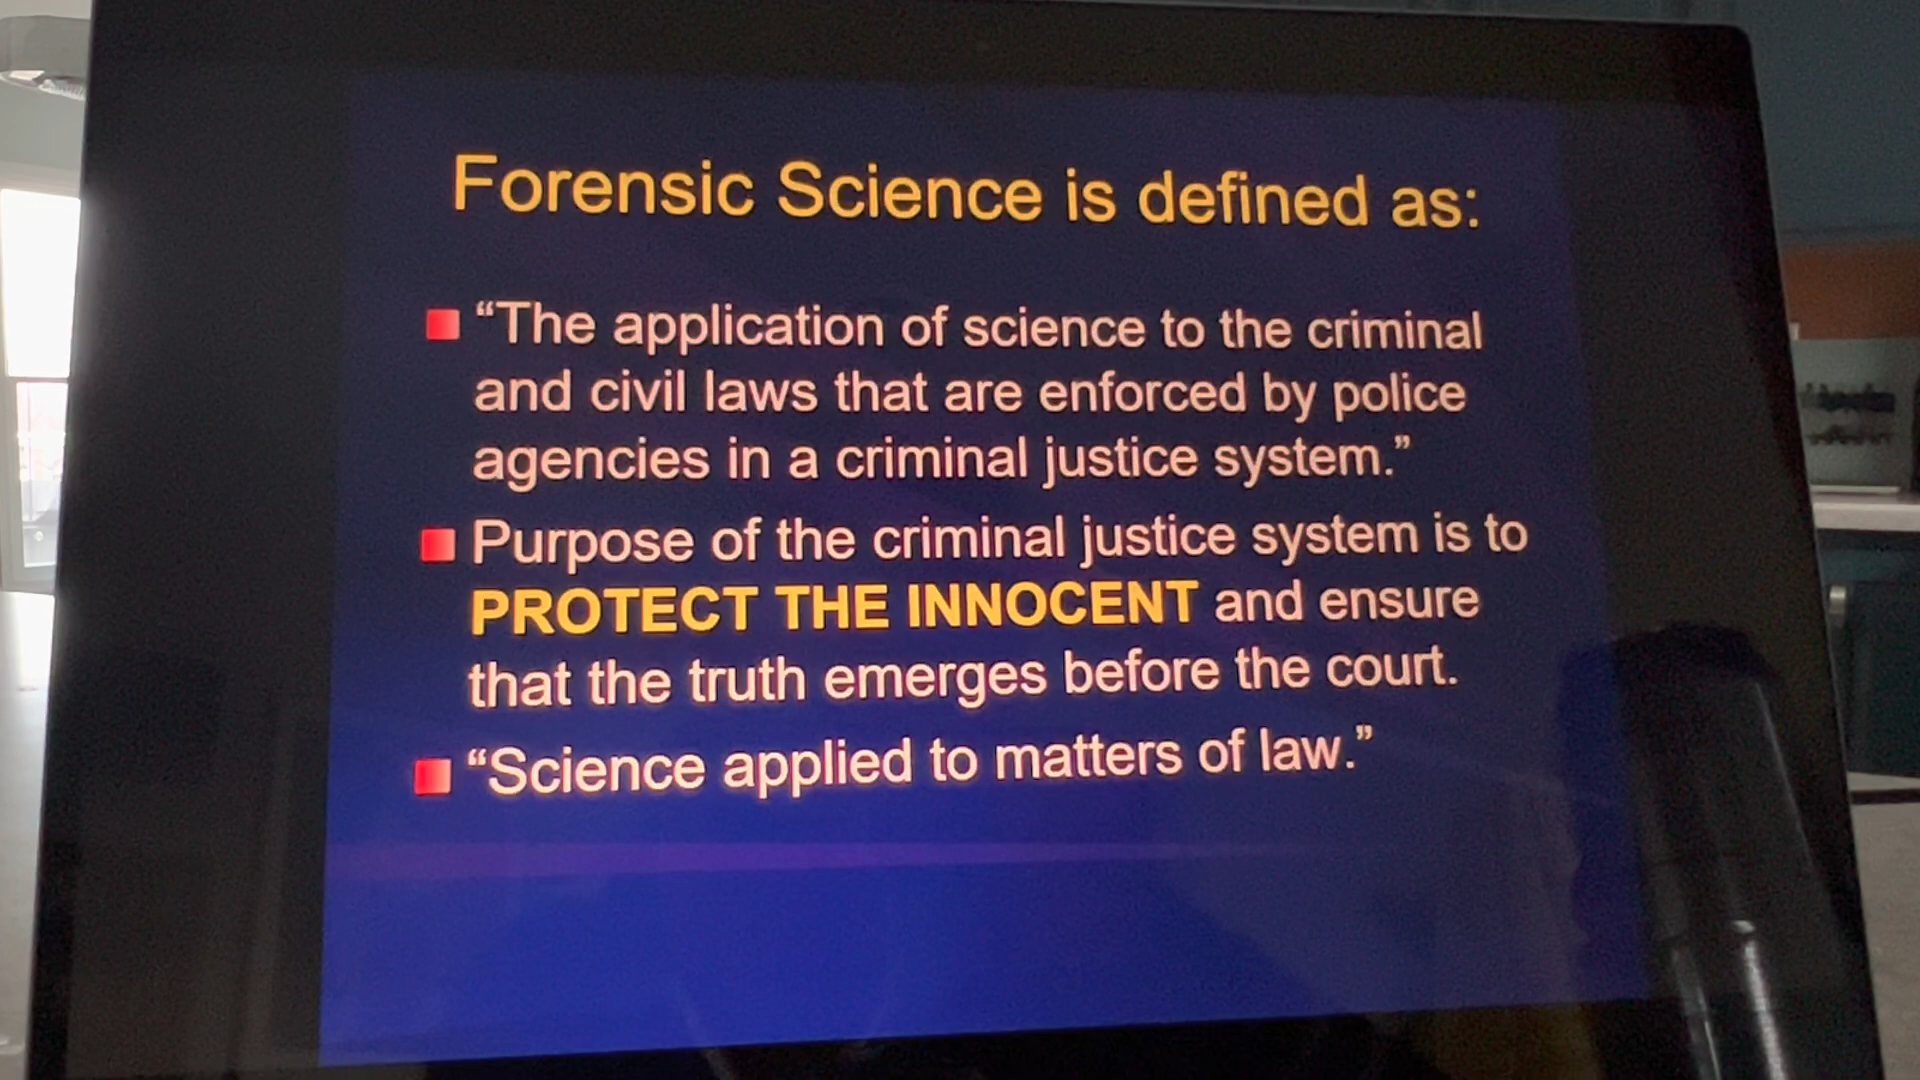 Forensic Science is defined as:
“The application of science to the criminal
and civil laws that are enforced by police
agencies in a criminal justice system.”
Purpose of the criminal justice system is to
PROTECT THE INNOCENT and ensure
that the truth emerges before the court.
“Science applied to matters of law.”